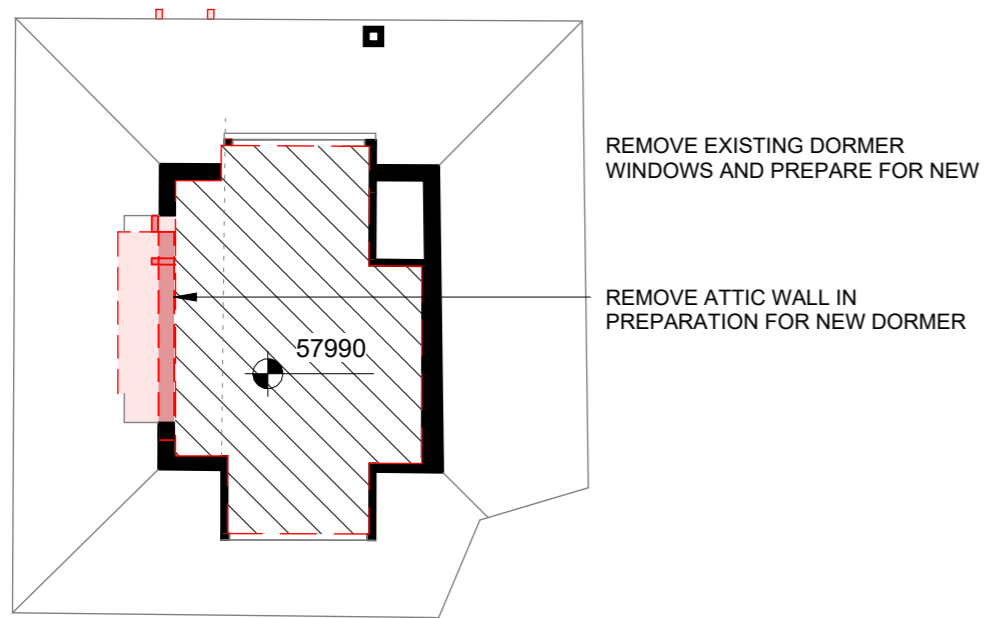 REMOVE EXISTING DORMER
WINDOWS AND PREPARE FOR NEW
REMOVE ATTIC WALL IN
PREPARATION FOR NEW DORMER
57990